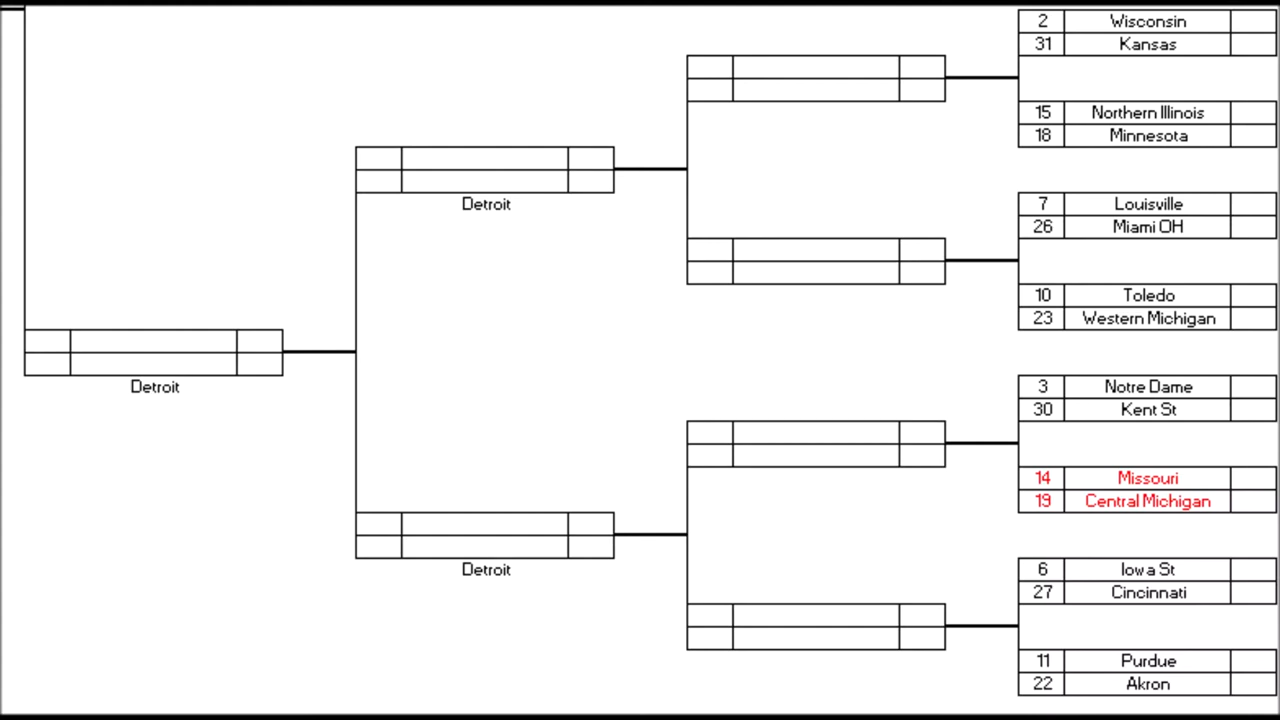 2 Wisconsin
31 Kansas
15 Northern Illinois
18 Minnesota
Detroit
7 Louisville
26 Miami OH
10 Toledo
23 Western Michigan
Detroit
3 Notre Dame
30 Kent St
14 Missouri
19 Central Michigan
Detroit
6 Iowa St
27 Cincinnati
11 Purdue
22 Akron